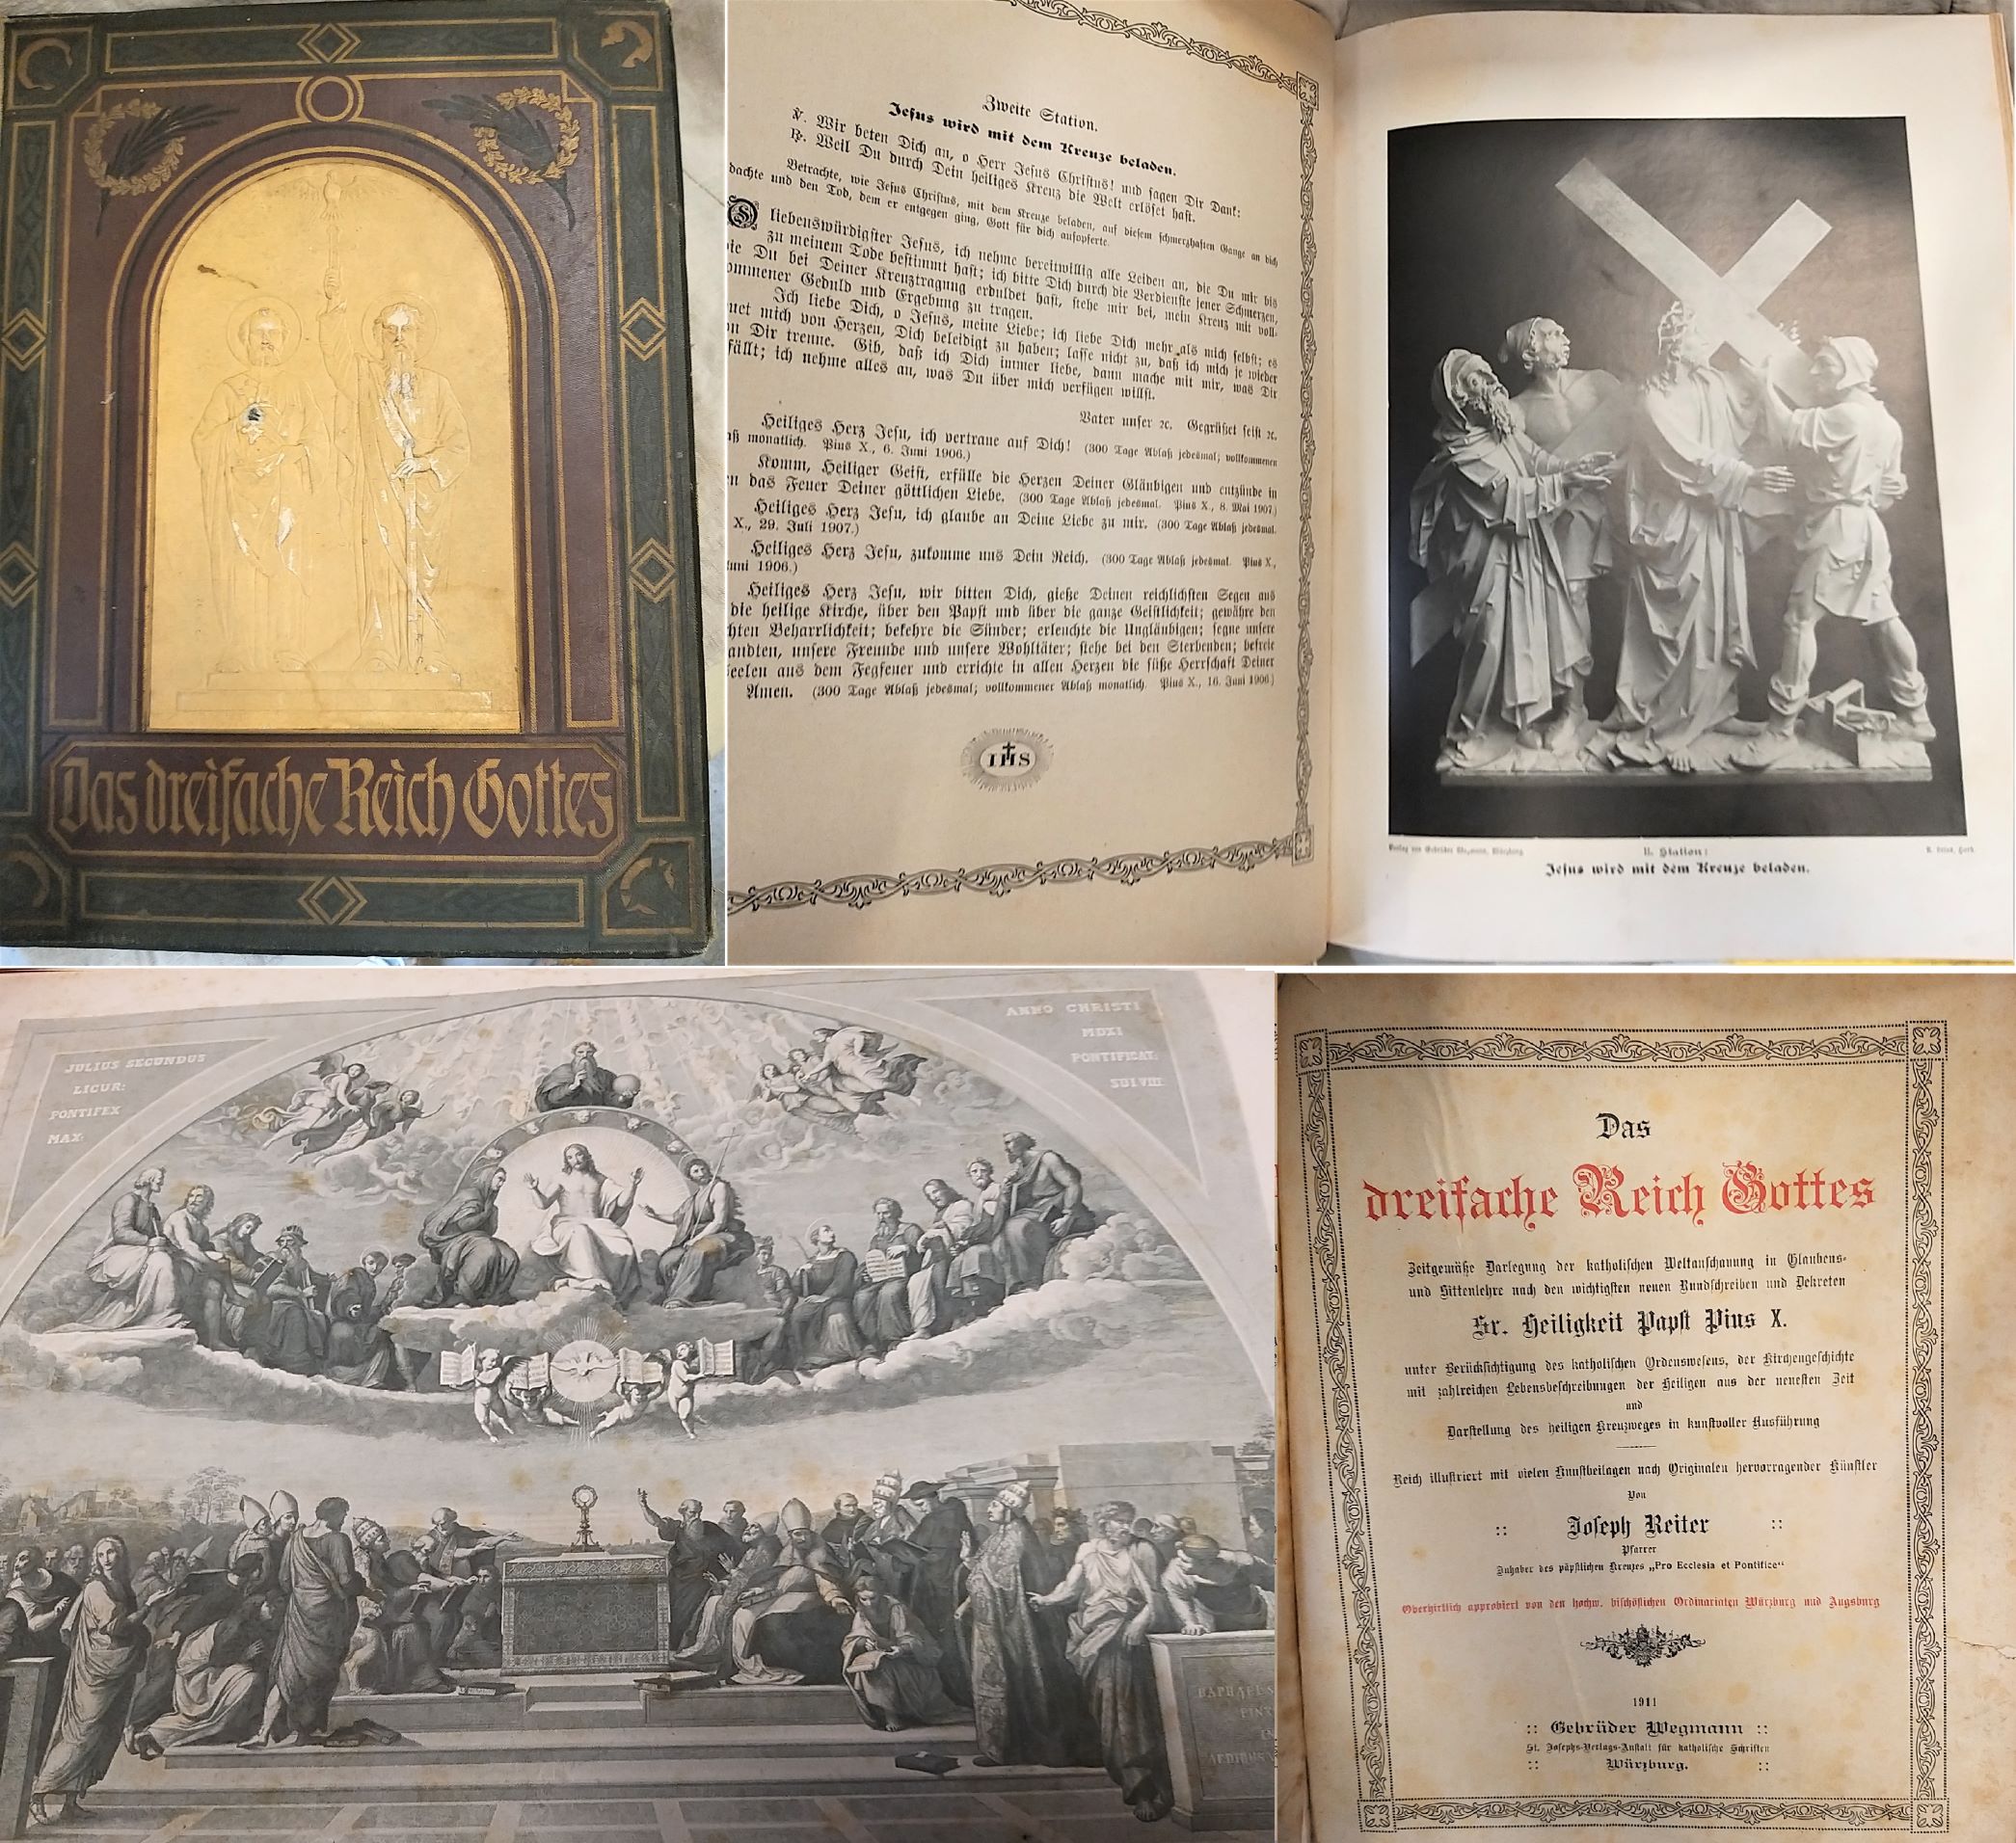 Das dreifache Reich Gottes
Zweite Station.
Jesus wird mit dem Kreuze beladen.
℣. Wir beten Dich an, o Herr Jesus Christus! und sagen Dir Dank:
℟. Weil Du durch Dein heiliges Kreuz die Welt erlöset hast.
Betrachte, wie Jesus Christus, mit dem Kreuze beladen, auf diesem schmerzhaften Gange an dich
dachte und den Tod, dem er entgegen ging, Gott für dich aufopferte.
O liebenswürdigster Jesus, ich nehme bereitwillig alle Leiden an, die Du mir bis
zu meinem Tode bestimmt hast; ich bitte Dich durch die Verdienste jener Schmerzen,
die Du bei Deiner Kreuztragung erduldet hast, stehe mir bei, mein Kreuz mit voll-
ommener Geduld und Ergebung zu tragen.
Ich liebe Dich, o Jesus, meine Liebe; ich liebe Dich mehr als mich selbst; es
uet mich von Herzen, Dich beleidigt zu haben; lasse nicht zu, daß ich mich je wieder
on Dir trenne. Gib, daß ich Dich immer liebe, dann mache mit mir, was Dir
fällt; ich nehme alles an, was Du über mich verfügen willst.
Vater unser ꝛc. Gegrüßet seist ꝛc.
Heiliges Herz Jesu, ich vertraue auf Dich! (300 Tage Ablaß jedesmal; vollkommenen
aß monatlich. Pius X., 6. Juni 1906.)
Komm, Heiliger Geist, erfülle die Herzen Deiner Gläubigen und entzünde in
n das Feuer Deiner göttlichen Liebe. (300 Tage Ablaß jedesmal. Pius X., 8. Mai 1907)
Heiliges Herz Jesu, ich glaube an Deine Liebe zu mir. (300 Tage Ablaß jedesmal.
X., 29. Juli 1907.)
Heiliges Herz Jesu, zukomme uns Dein Reich. (300 Tage Ablaß jedesmal. Pius X.,
uni 1906.)
Heiliges Herz Jesu, wir bitten Dich, gieße Deinen reichlichsten Segen aus
die heilige Kirche, über den Papst und über die ganze Geistlichkeit; gewähre den
hten Beharrlichkeit; bekehre die Sünder; erleuchte die Ungläubigen; segne unsere
andten, unsere Freunde und unsere Wohltäter; stehe bei den Sterbenden; befreie
eelen aus dem Fegfeuer und errichte in allen Herzen die süße Herrschaft Deiner
Amen. (300 Tage Ablaß jedesmal; vollkommener Ablaß monatlich. Pius X., 16. Juni 1906)
IHS
Verlag von Gebrüder Wegmann, Würzburg
II. Station:
Jesus wird mit dem Kreuze beladen.
JULIUS SECUNDUS
LIGUR:
PONTIFEX
MAX:
ANNO CHRISTI
MDXI
PONTIFICAT:
SUI VIII
RAPHAEL S
PINX
Das
dreifache Reich Gottes
Zeitgemäße Darlegung der katholischen Weltanschauung in Glaubens-
und Sittenlehre nach den wichtigsten neuen Rundschreiben und Dekreten
Sr. Heiligkeit Papst Pius X.
unter Berücksichtigung des katholischen Ordenswesens, der Kirchengeschichte
mit zahlreichen Lebensbeschreibungen der Heiligen aus der neuesten Zeit
und
Darstellung des heiligen Kreuzweges in kunstvoller Ausführung
Reich illustriert mit vielen Kunstbeilagen nach Originalen hervorragender Künstler
Von
:: Joseph Reiter ::
Pfarrer
Inhaber des päpstlichen Kreuzes „Pro Ecclesia et Pontifice“
Oberhirtlich approbiert von den hochw. bischöflichen Ordinariaten Würzburg und Augsburg
1911
:: Gebrüder Wegmann ::
St. Josephs-Verlags-Anstalt für katholische Schriften
:: Würzburg. ::